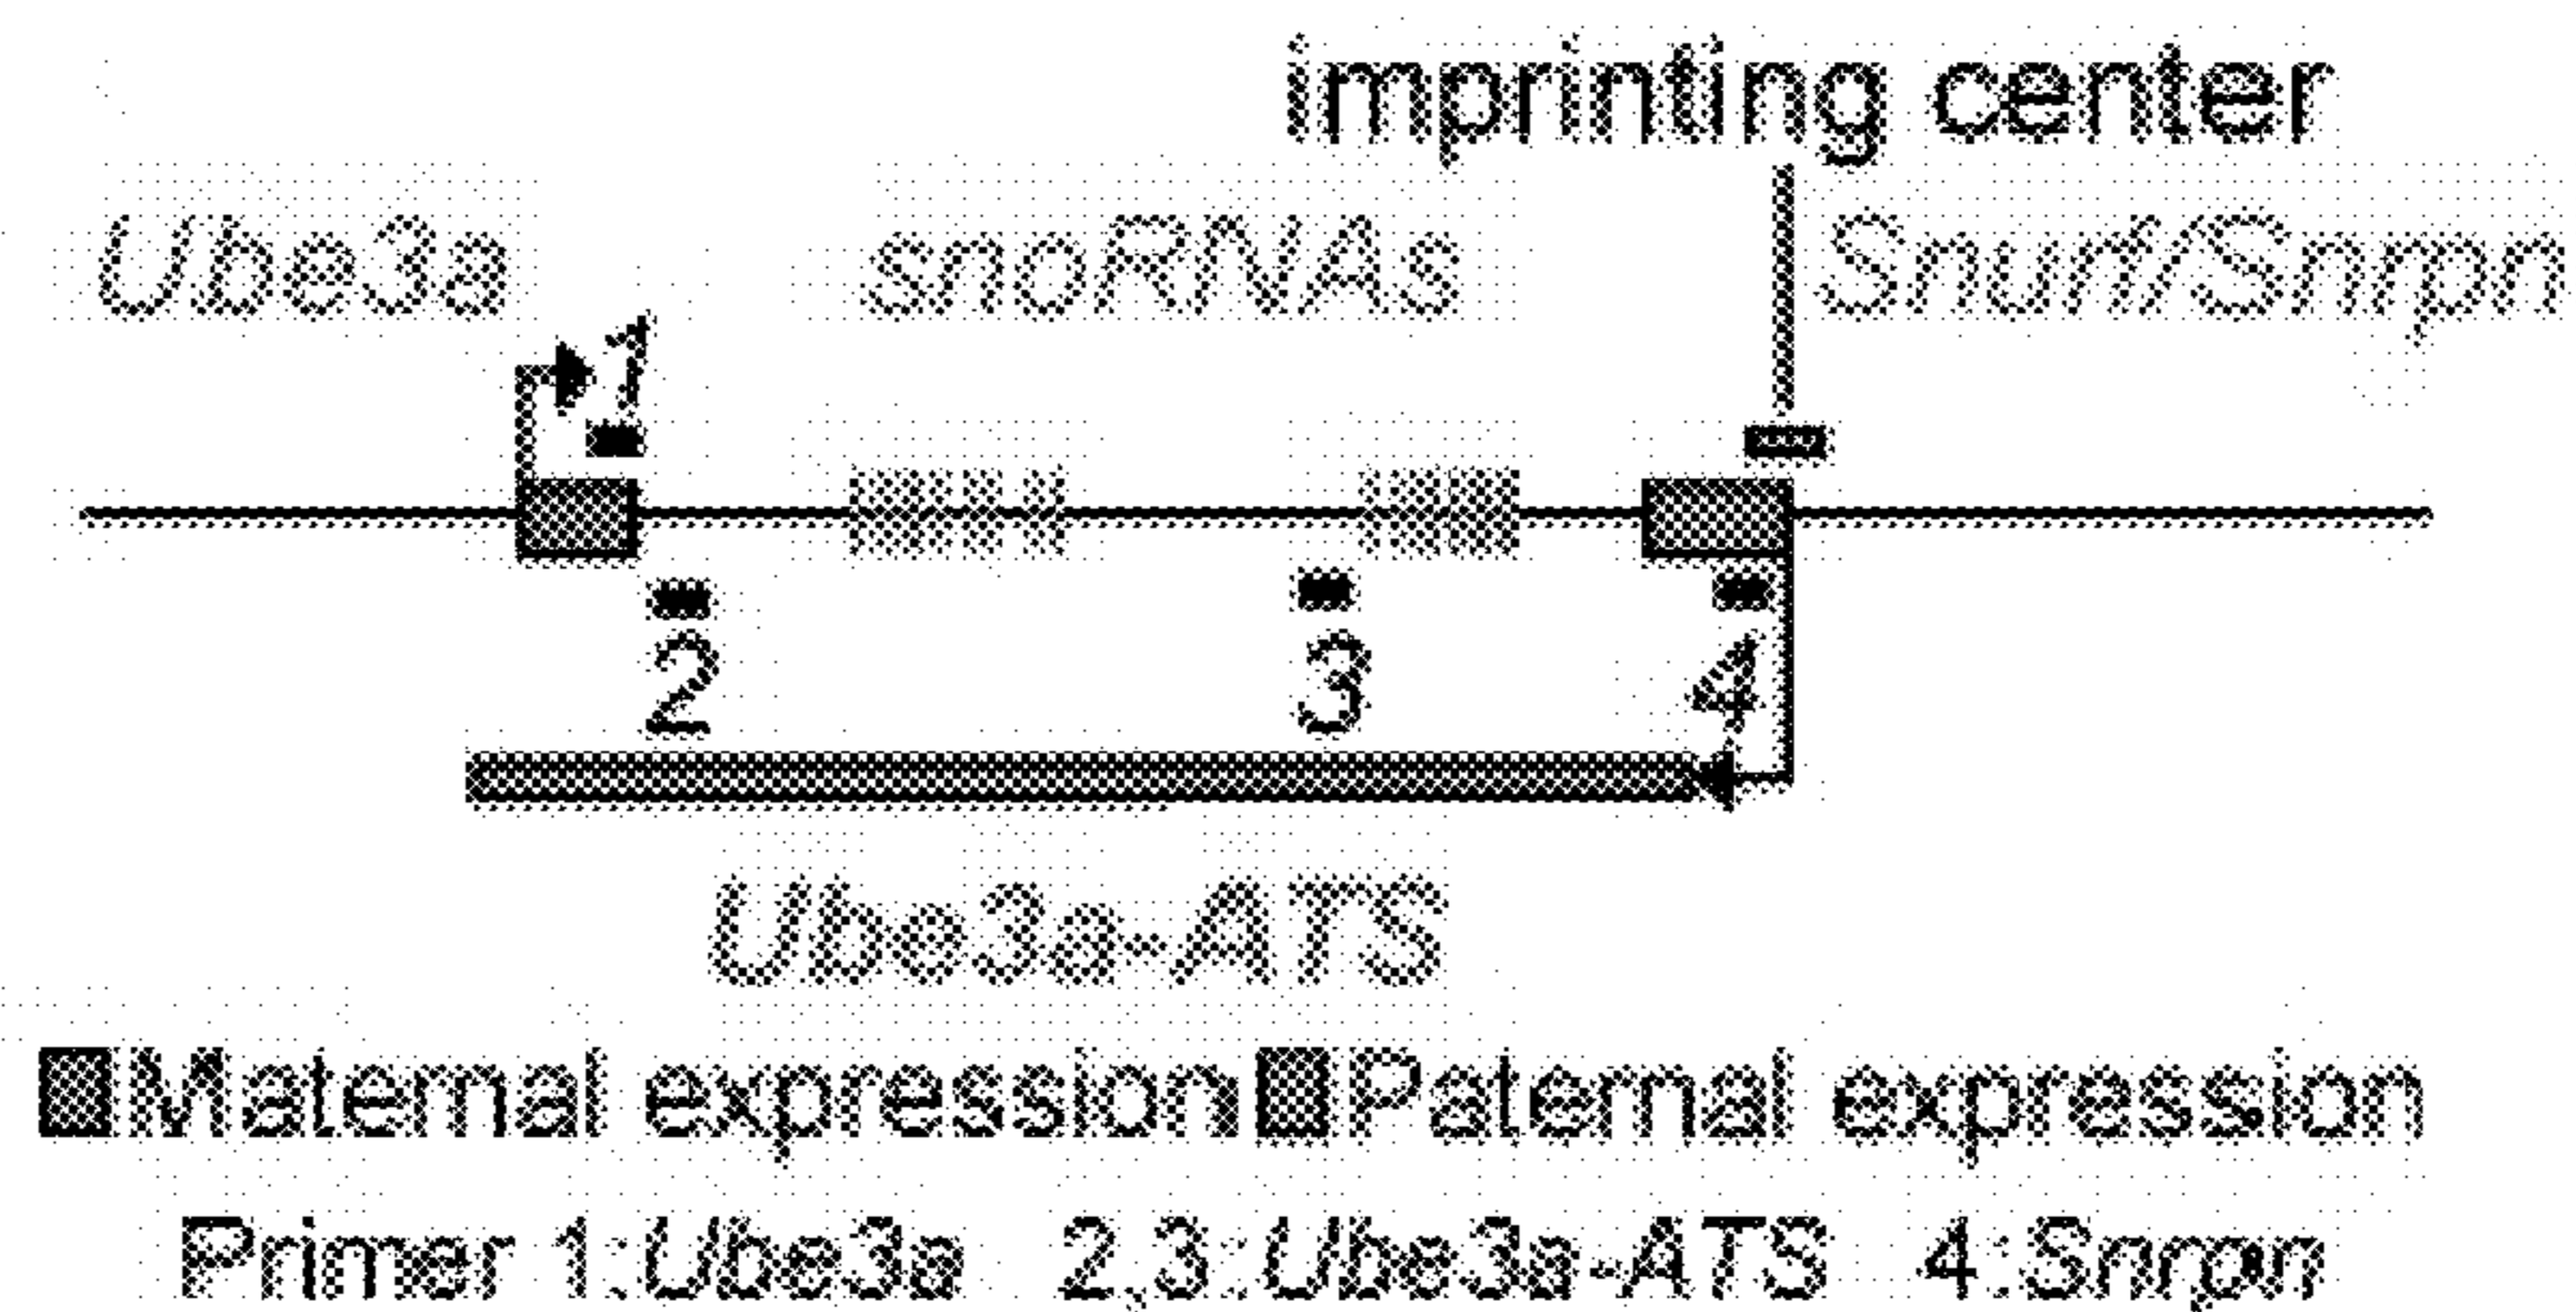 imprinting center
Ube3a snoRNAs Snurf/Snrpn
1
2 3 4
Ube3a-ATS
Maternal expression Paternal expression
Primer 1:Ube3a 2,3:Ube3a-ATS 4:Snrpn